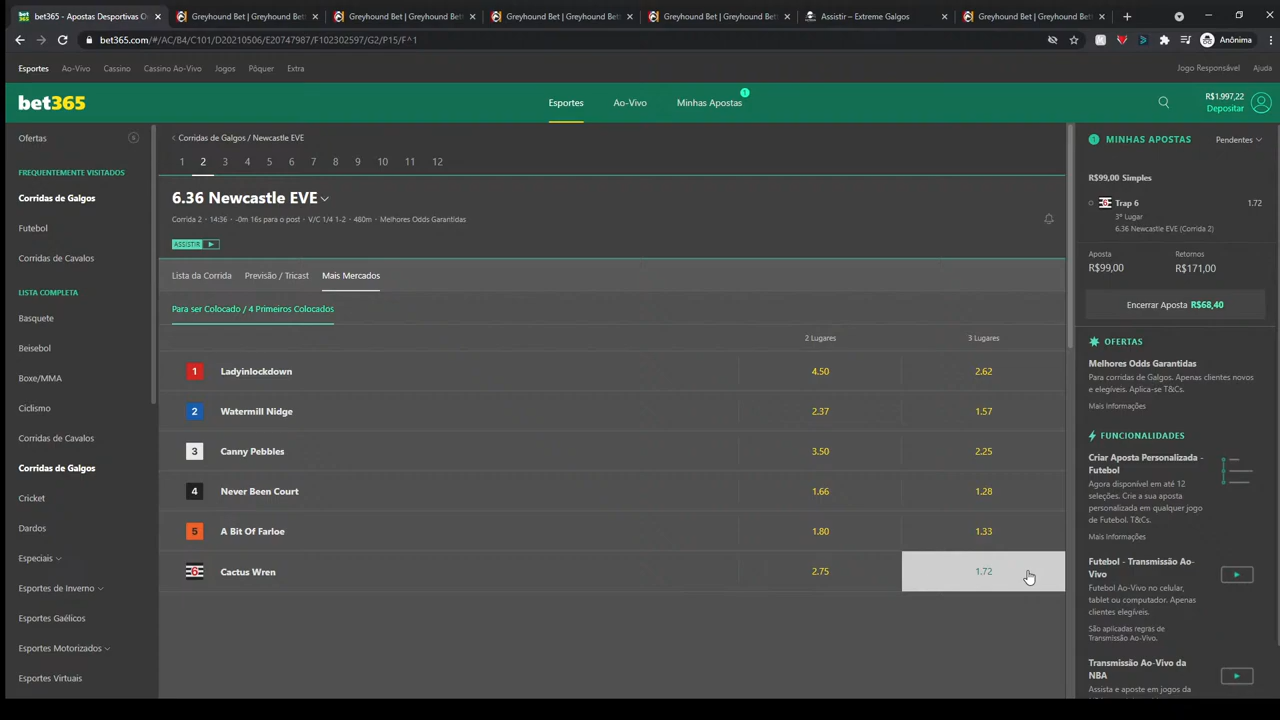 bet365 - Apostas Desportivas O
Greyhound Bet | Greyhound Bet
Greyhound Bet | Greyhound Bet
Greyhound Bet | Greyhound Bet
Greyhound Bet | Greyhound Bet
Assistir – Extreme Galgos
Greyhound Bet | Greyhound Bet
bet365.com/#/AC/B4/C101/D20210506/E20747987/F102302597/G2/P15/F^1
Anônima
Esportes Ao-Vivo Cassino Cassino Ao-Vivo Jogos Pôquer Extra
Jogo Responsável Ajuda
bet365
Esportes Ao-Vivo Minhas Apostas 1
R$1.997,22
Depositar
Ofertas
FREQUENTEMENTE VISITADOS
Corridas de Galgos
Futebol
Corridas de Cavalos
LISTA COMPLETA
Basquete
Beisebol
Boxe/MMA
Ciclismo
Corridas de Cavalos
Corridas de Galgos
Cricket
Dardos
Especiais
Esportes de Inverno
Esportes Gaélicos
Esportes Motorizados
Esportes Virtuais
Corridas de Galgos / Newcastle EVE
1 2 3 4 5 6 7 8 9 10 11 12
6.36 Newcastle EVE
Corrida 2 · 14:36 · -0m 16s para o post · V/C 1/4 1-2 · 480m · Melhores Odds Garantidas
ASSISTIR
Lista da Corrida Previsão / Tricast Mais Mercados
Para ser Colocado / 4 Primeiros Colocados
2 Lugares 3 Lugares
1 Ladyinlockdown 4.50 2.62
2 Watermill Nidge 2.37 1.57
3 Canny Pebbles 3.50 2.25
4 Never Been Court 1.66 1.28
5 A Bit Of Farloe 1.80 1.33
6 Cactus Wren 2.75 1.72
1 MINHAS APOSTAS Pendentes
R$99,00 Simples
6 Trap 6 1.72
3º Lugar
6.36 Newcastle EVE (Corrida 2)
Aposta Retornos
R$99,00 R$171,00
Encerrar Aposta R$68,40
OFERTAS
Melhores Odds Garantidas
Para corridas de Galgos. Apenas clientes novos
e elegíveis. Aplica-se T&Cs.
Mais Informações
FUNCIONALIDADES
Criar Aposta Personalizada -
Futebol
Agora disponível em até 12
seleções. Crie a sua aposta
personalizada em qualquer jogo
de Futebol. T&Cs.
Mais Informações
Futebol - Transmissão Ao-
Vivo
Futebol Ao-Vivo no celular,
tablet ou computador. Apenas
clientes elegíveis.
São aplicadas regras de
Transmissão Ao-Vivo.
Transmissão Ao-Vivo da
NBA
Assista e aposte em jogos da